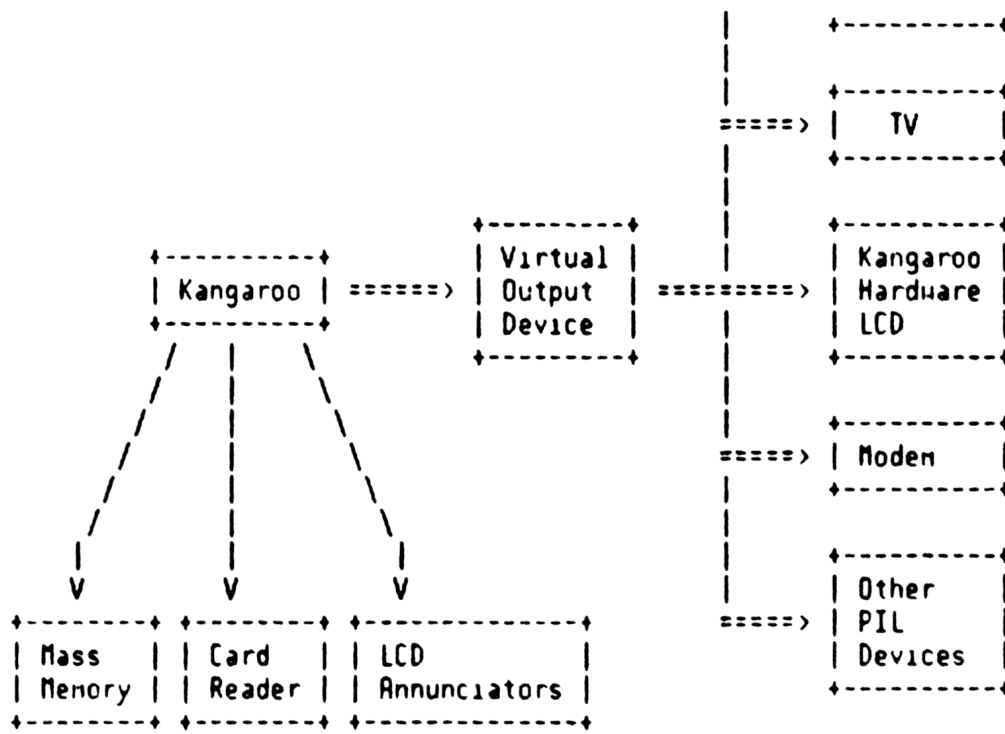 TV
Kangaroo
Virtual
Output
Device
Kangaroo
Hardware
LCD
Modem
Other
PIL
Devices
Mass
Memory
Card
Reader
LCD
Annunciators